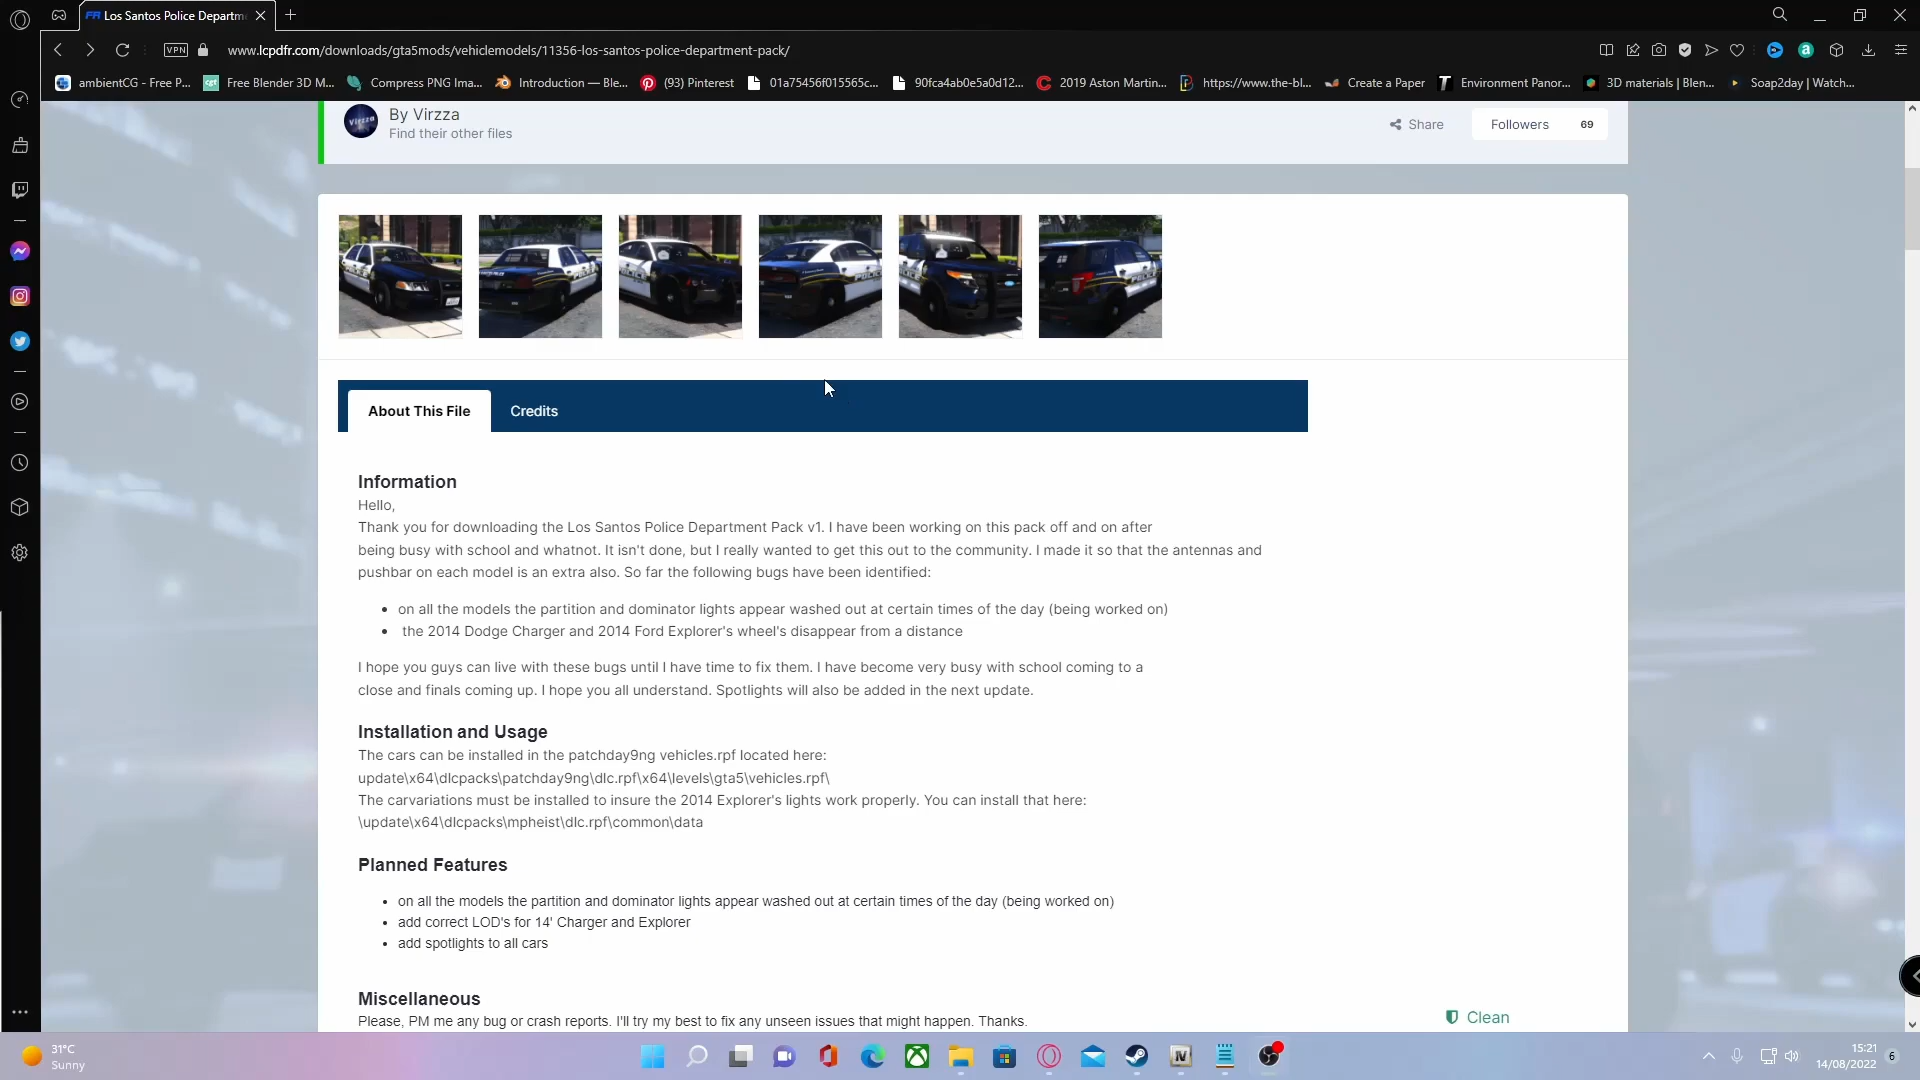 Los Santos Police Departm
VPN
www.lcpdfr.com/downloads/gta5mods/vehiclemodels/11356-los-santos-police-department-pack/
ambientCG - Free P...
Free Blender 3D M...
Compress PNG Ima...
Introduction — Ble...
(93) Pinterest
01a75456f015565c...
90fca4ab0e5a0d12...
2019 Aston Martin...
https://www.the-bl...
Create a Paper
Environment Panor...
3D materials | Blen...
Soap2day | Watch...
Virzza
By Virzza
Find their other files
Share
Followers 69
About This File
Credits
Information
Hello,
Thank you for downloading the Los Santos Police Department Pack v1. I have been working on this pack off and on after
being busy with school and whatnot. It isn't done, but I really wanted to get this out to the community. I made it so that the antennas and
pushbar on each model is an extra also. So far the following bugs have been identified:
• on all the models the partition and dominator lights appear washed out at certain times of the day (being worked on)
• the 2014 Dodge Charger and 2014 Ford Explorer's wheel's disappear from a distance
I hope you guys can live with these bugs until I have time to fix them. I have become very busy with school coming to a
close and finals coming up. I hope you all understand. Spotlights will also be added in the next update.
Installation and Usage
The cars can be installed in the patchday9ng vehicles.rpf located here:
update\x64\dlcpacks\patchday9ng\dlc.rpf\x64\levels\gta5\vehicles.rpf\
The carvariations must be installed to insure the 2014 Explorer's lights work properly. You can install that here:
\update\x64\dlcpacks\mpheist\dlc.rpf\common\data
Planned Features
• on all the models the partition and dominator lights appear washed out at certain times of the day (being worked on)
• add correct LOD's for 14' Charger and Explorer
• add spotlights to all cars
Miscellaneous
Please, PM me any bug or crash reports. I'll try my best to fix any unseen issues that might happen. Thanks.
Clean
31°C
Sunny
15:21
14/08/2022
6